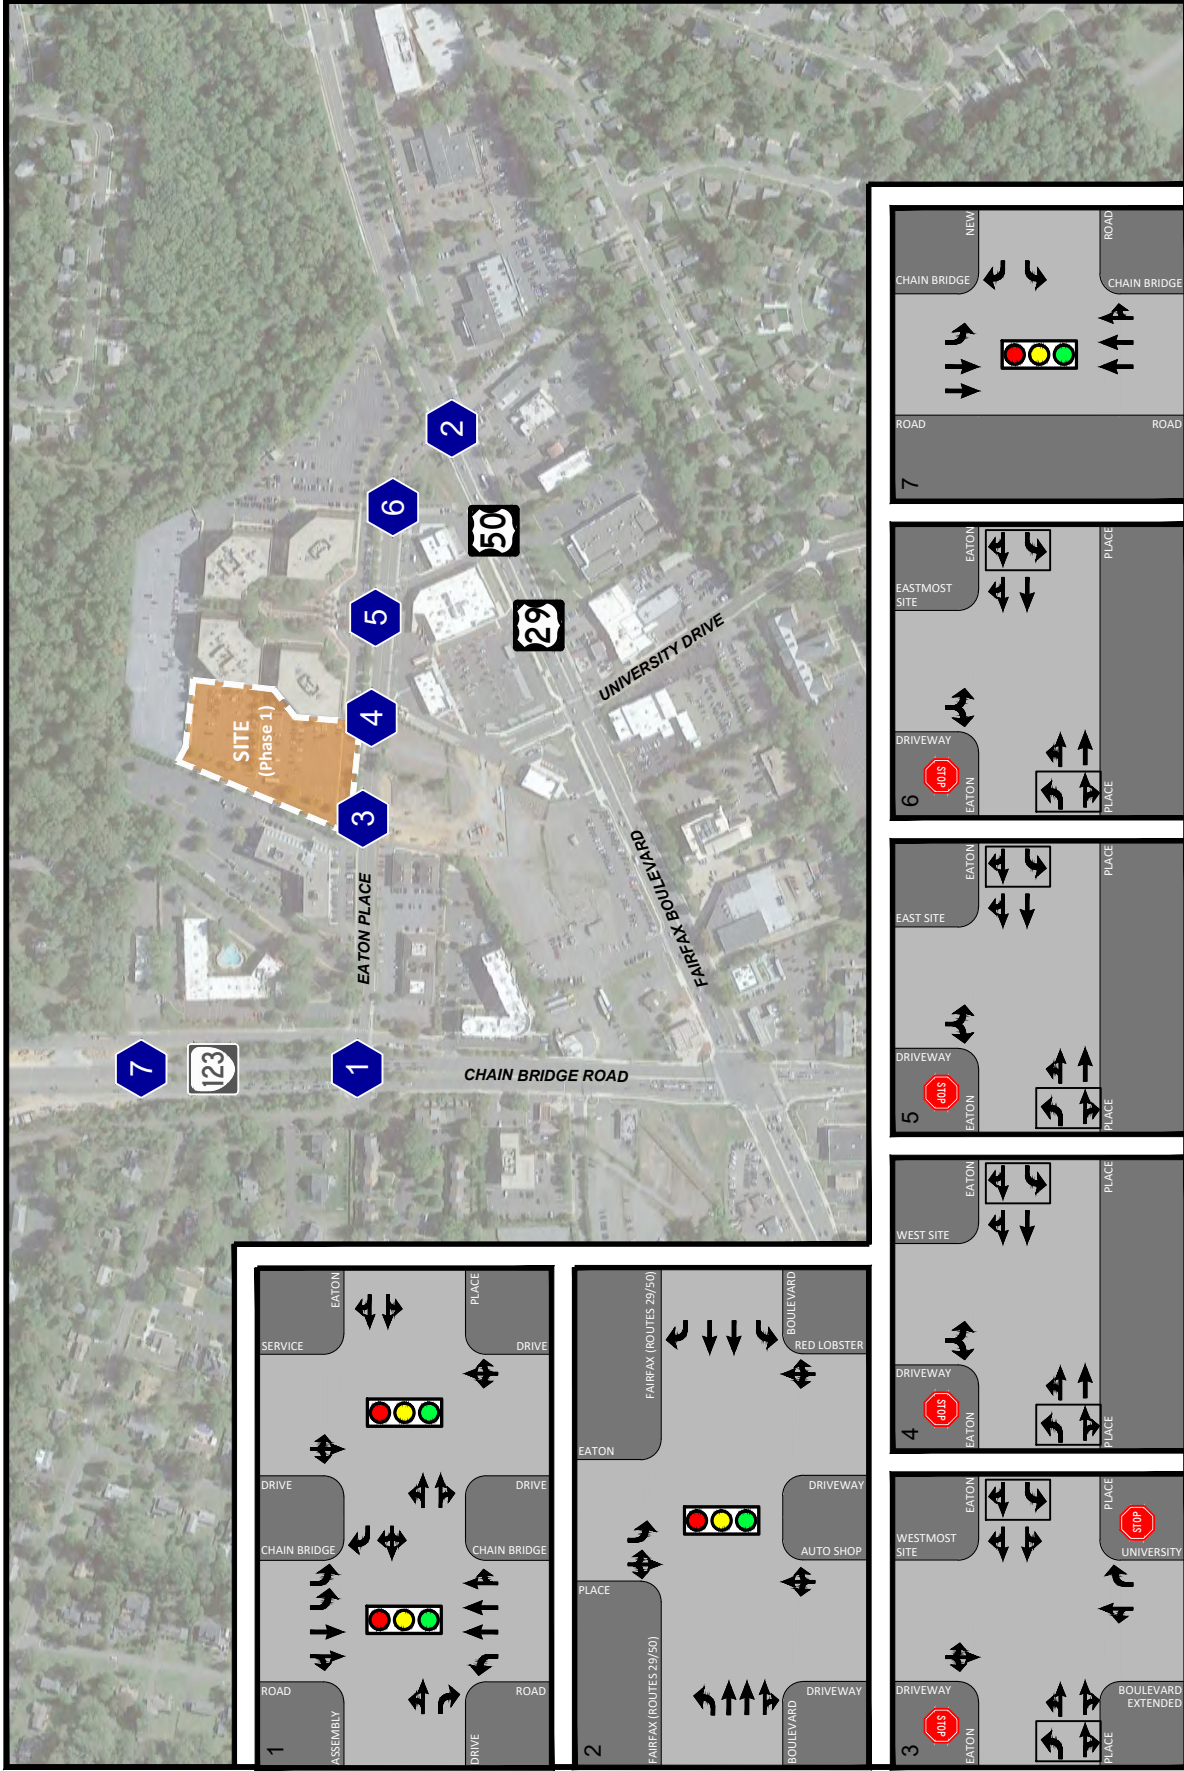 SITE
(Phase 1)
1
2
3
4
5
6
7
123
50
29
EATON PLACE
CHAIN BRIDGE ROAD
FAIRFAX BOULEVARD
UNIVERSITY DRIVE
1
ASSEMBLY
ROAD
CHAIN BRIDGE
DRIVE
SERVICE
EATON
DRIVE
ROAD
CHAIN BRIDGE
DRIVE
DRIVE
PLACE
2
FAIRFAX (ROUTES 29/50)
PLACE
EATON
FAIRFAX (ROUTES 29/50)
BOULEVARD
DRIVEWAY
AUTO SHOP
DRIVEWAY
RED LOBSTER
BOULEVARD
3
DRIVEWAY
STOP
EATON
WESTMOST
SITE
EATON
PLACE
BOULEVARD
EXTENDED
PLACE
STOP
UNIVERSITY
4
DRIVEWAY
STOP
EATON
WEST SITE
EATON
PLACE
PLACE
5
DRIVEWAY
STOP
EATON
EAST SITE
EATON
PLACE
PLACE
6
DRIVEWAY
STOP
EATON
EASTMOST
SITE
EATON
PLACE
PLACE
7
ROAD
CHAIN BRIDGE
NEW
ROAD
CHAIN BRIDGE
ROAD